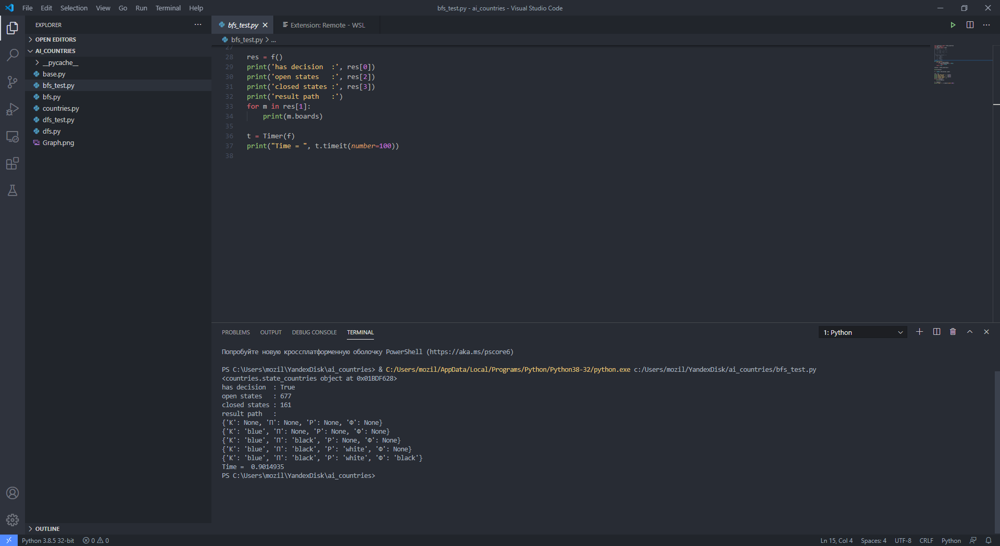 File Edit Selection View Go Run Terminal Help
bfs_test.py - ai_countries - Visual Studio Code
EXPLORER
OPEN EDITORS
AI_COUNTRIES
__pycache__
base.py
bfs_test.py
bfs.py
countries.py
dfs_test.py
dfs.py
Graph.png
OUTLINE
bfs_test.py
Extension: Remote - WSL
bfs_test.py > ...
27
28 res = f()
29 print('has decision  :', res[0])
30 print('open states   :', res[2])
31 print('closed states :', res[3])
32 print('result path   :')
33 for m in res[1]:
34     print(m.boards)
35
36 t = Timer(f)
37 print("Time = ", t.timeit(number=100))
38
PROBLEMS OUTPUT DEBUG CONSOLE TERMINAL
1: Python
Попробуйте новую кроссплатформенную оболочку PowerShell (https://aka.ms/pscore6)
PS C:\Users\mozil\YandexDisk\ai_countries> & C:/Users/mozil/AppData/Local/Programs/Python/Python38-32/python.exe c:/Users/mozil/YandexDisk/ai_countries/bfs_test.py
<countries.state_countries object at 0x01BDF628>
has decision  : True
open states   : 677
closed states : 161
result path   :
{'К': None, 'П': None, 'Р': None, 'Ф': None}
{'К': 'blue', 'П': None, 'Р': None, 'Ф': None}
{'К': 'blue', 'П': 'black', 'Р': None, 'Ф': None}
{'К': 'blue', 'П': 'black', 'Р': 'white', 'Ф': None}
{'К': 'blue', 'П': 'black', 'Р': 'white', 'Ф': 'black'}
Time =  0.9014935
PS C:\Users\mozil\YandexDisk\ai_countries>
Python 3.8.5 32-bit 0 0
Ln 15, Col 4 Spaces: 4 UTF-8 CRLF Python